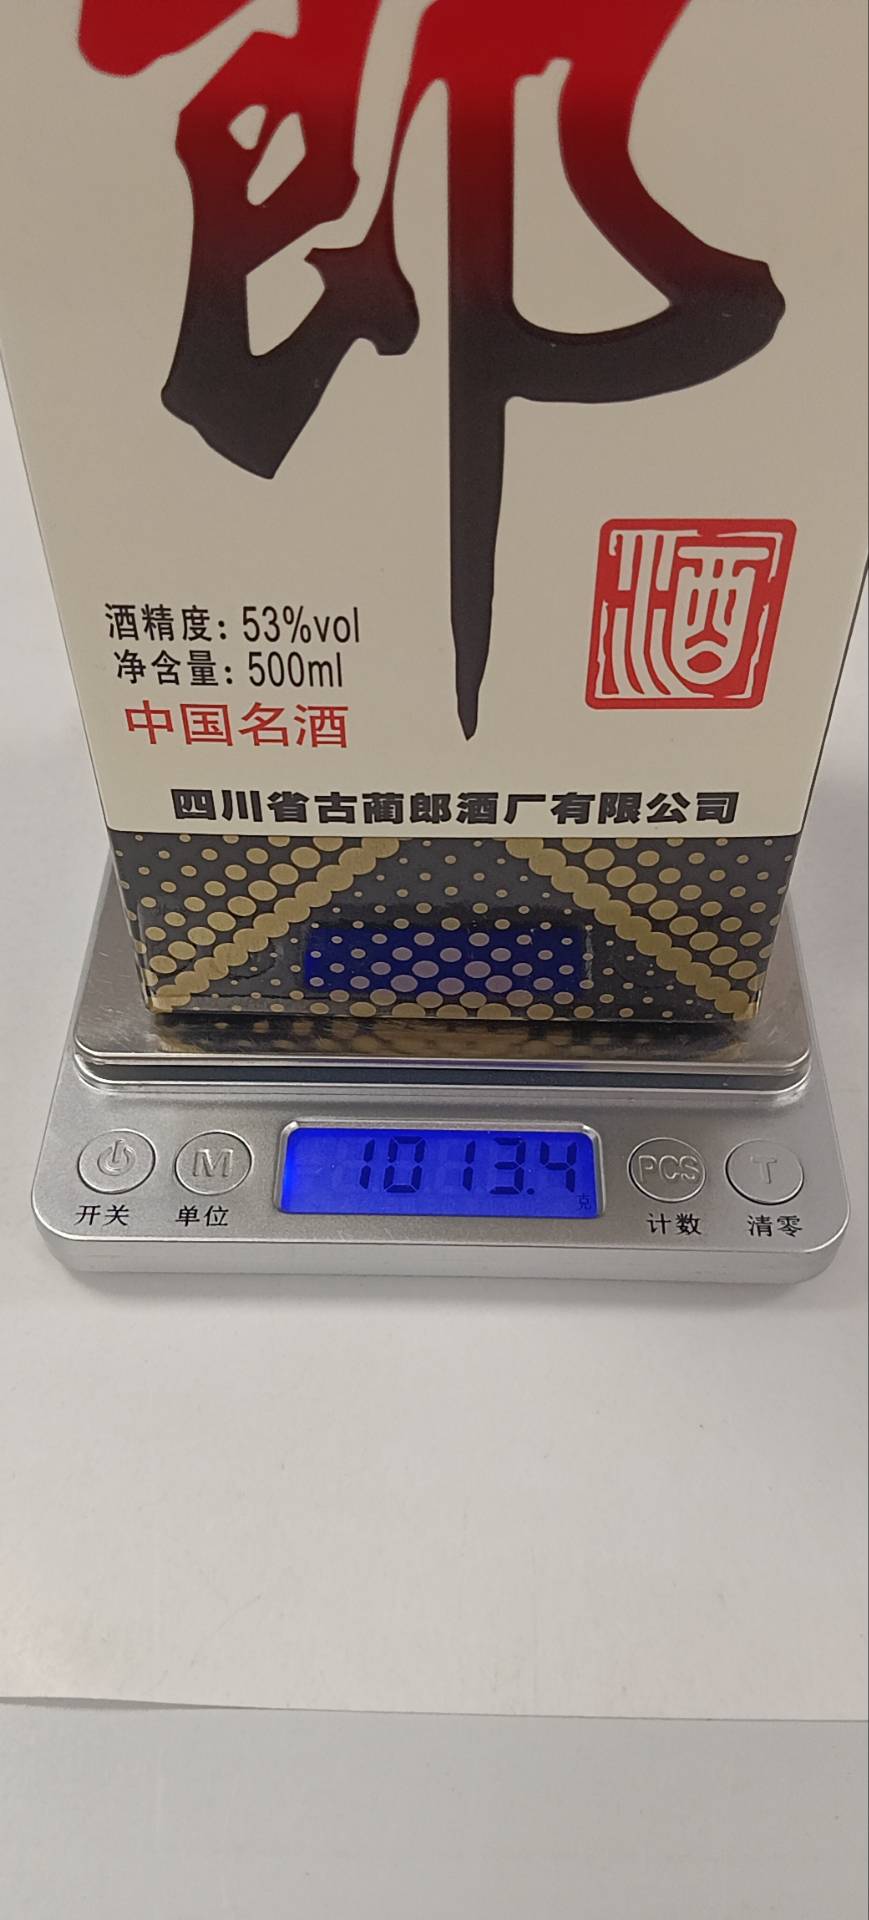 郎
酒
酒精度: 53%vol
净含量: 500ml
中国名酒
四川省古蔺郎酒厂有限公司
1013.4
克
M
PCS
T
开关
单位
计数
清零